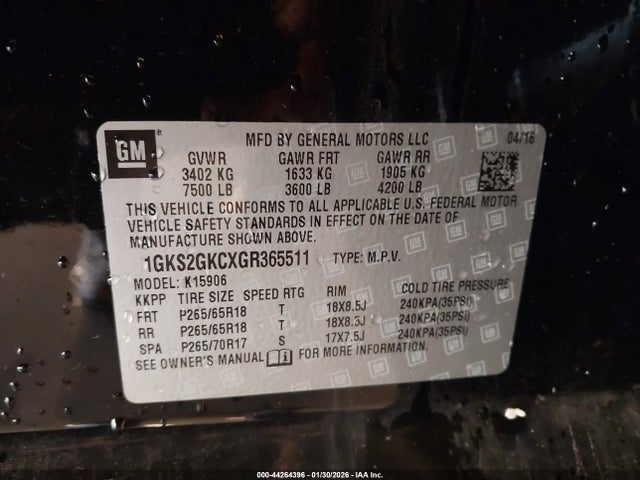 GM
MFD BY GENERAL MOTORS LLC 04/16
GVWR GAWR FRT GAWR RR
3402 KG 1633 KG 1905 KG
7500 LB 3600 LB 4200 LB
THIS VEHICLE CONFORMS TO ALL APPLICABLE U.S. FEDERAL MOTOR
VEHICLE SAFETY STANDARDS IN EFFECT ON THE DATE OF
MANUFACTURE SHOWN ABOVE.
1GKS2GKCXGR365511 TYPE: M.P.V.
MODEL: K15906
KKPP TIRE SIZE SPEED RTG RIM COLD TIRE PRESSURE
FRT P265/65R18 T 18X8.5J 240KPA(35PSI)
RR P265/65R18 T 18X8.5J 240KPA(35PSI)
SPA P265/70R17 S 17X7.5J 240KPA(35PSI)
SEE OWNER'S MANUAL FOR MORE INFORMATION.
000-44264396 - 01/30/2026 - IAA Inc.